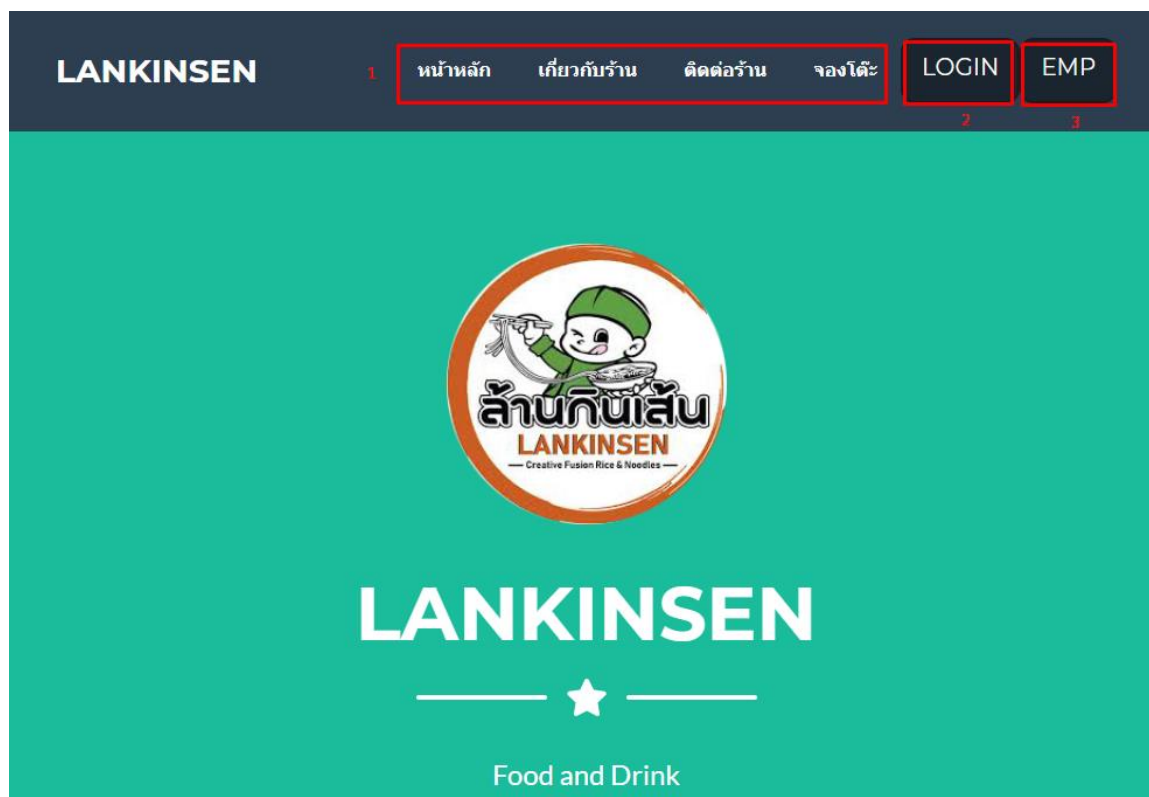 LANKINSEN 1 หน้าหลัก เกี่ยวกับร้าน ติดต่อร้าน จองโต๊ะ LOGIN EMP
2 3
ล้านกินเส้น
LANKINSEN
Creative Fusion Rice & Noodles
LANKINSEN
Food and Drink